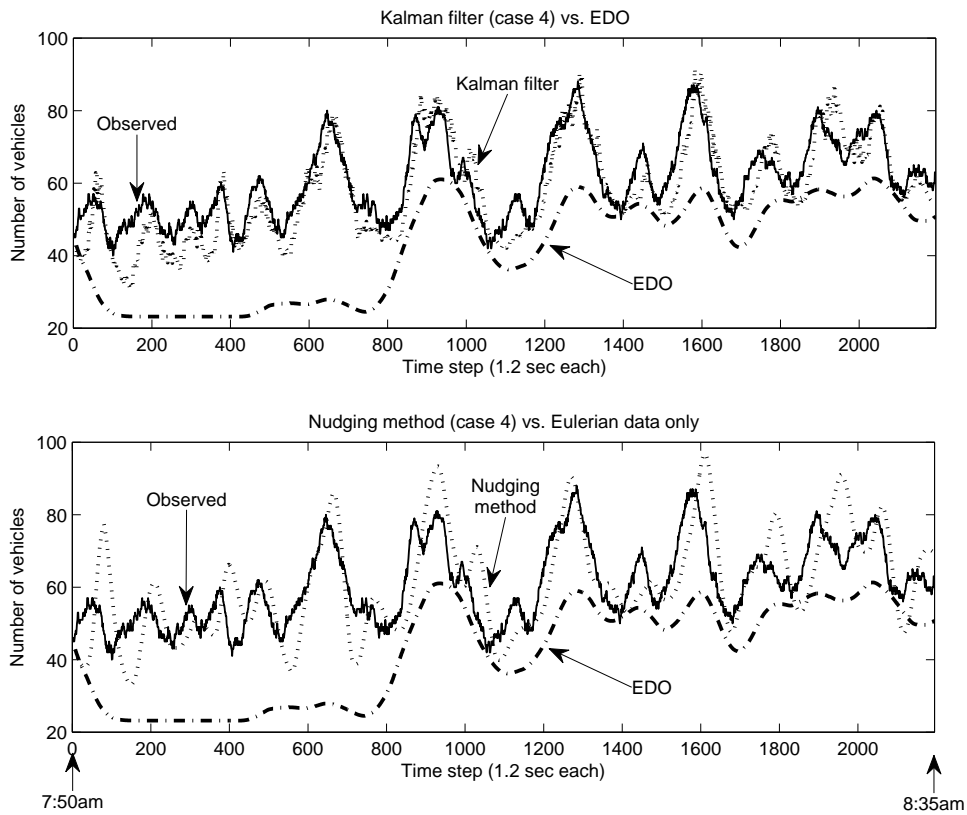 Kalman filter (case 4) vs. EDO
100
80
60
40
20
Number of vehicles
Observed
Kalman filter
EDO
0 200 400 600 800 1000 1200 1400 1600 1800 2000
Time step (1.2 sec each)
Nudging method (case 4) vs. Eulerian data only
100
80
60
40
20
Number of vehicles
Observed
Nudging
method
EDO
0 200 400 600 800 1000 1200 1400 1600 1800 2000
Time step (1.2 sec each)
7:50am
8:35am